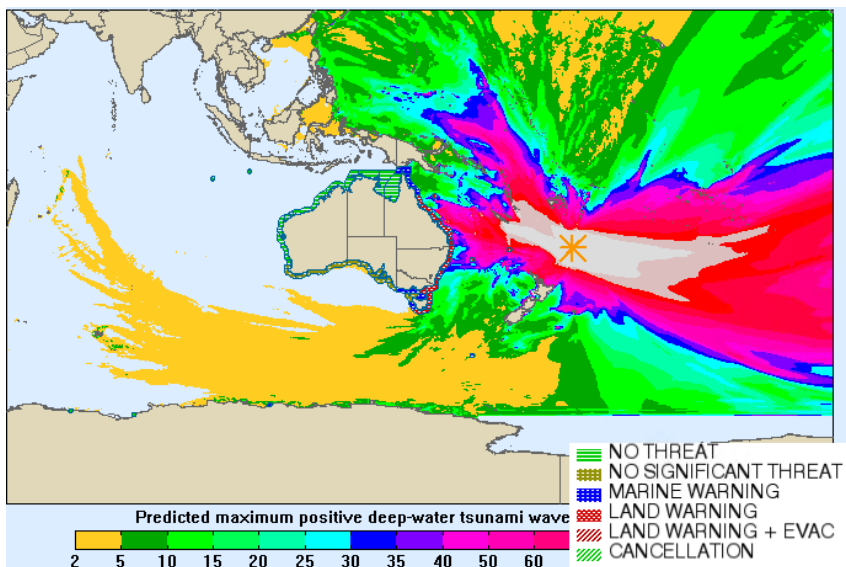 NO THREAT
NO SIGNIFICANT THREAT
MARINE WARNING
LAND WARNING
LAND WARNING + EVAC
CANCELLATION
Predicted maximum positive deep-water tsunami wave
2 5 10 15 20 25 30 35 40 50 60